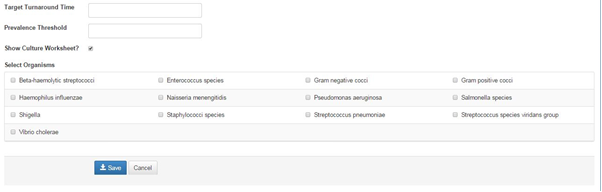 Target Turnaround Time
Prevalence Threshold
Show Culture Worksheet?
Select Organisms
Beta-haemolytic streptococci Enterococcus species Gram negative cocci Gram positive cocci
Haemophilus influenzae Naisseria menengitidis Pseudomonas aeruginosa Salmonella species
Shigella Staphylococci species Streptococcus pneumoniae Streptococcus species viridans group
Vibrio cholerae
Save Cancel